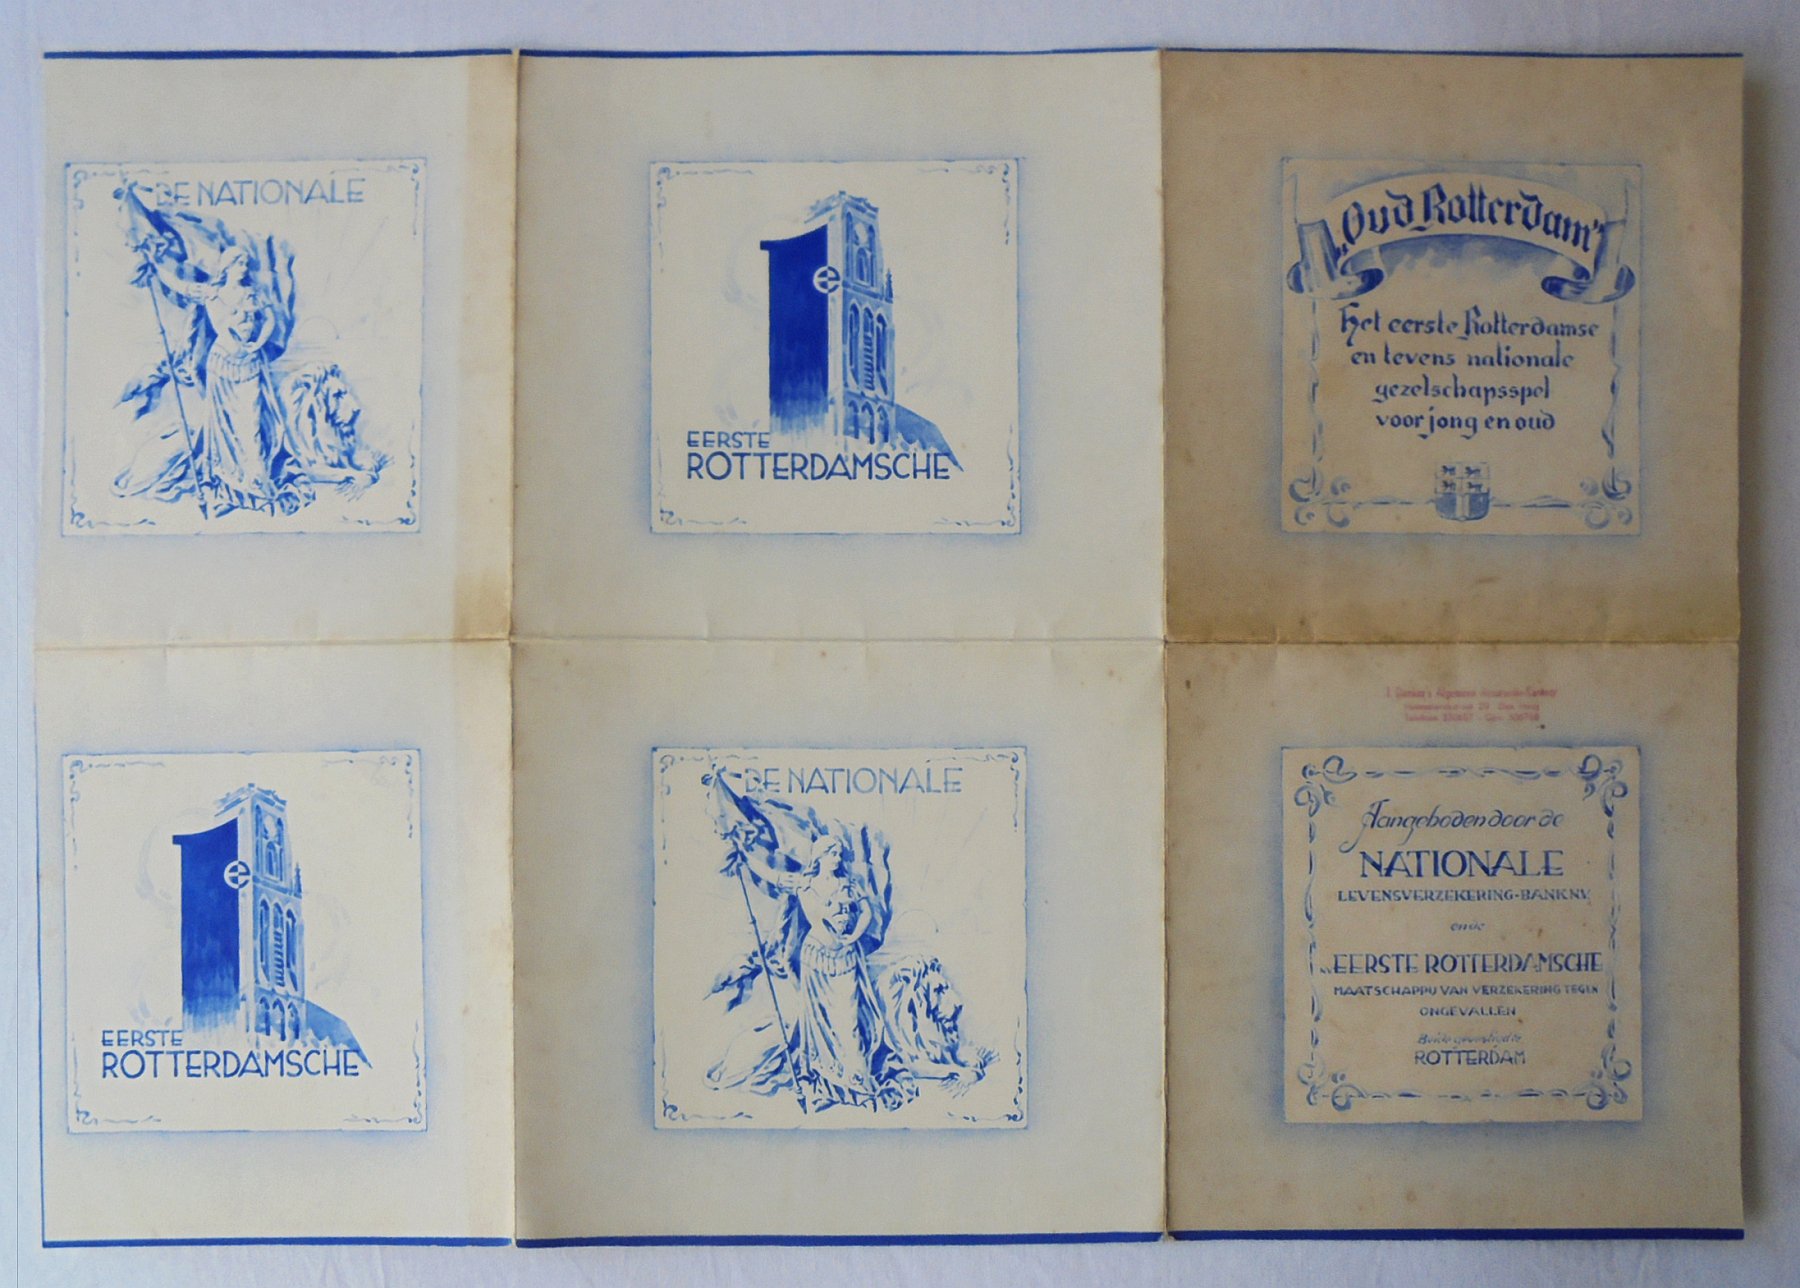 DE NATIONALE
EERSTE
ROTTERDAMSCHE
„Oud Rotterdam"
Het eerste Rotterdamse
en tevens nationale
gezelschapsspel
voor jong en oud
EERSTE
ROTTERDAMSCHE
DE NATIONALE
Den Haag
Aangeboden door de
NATIONALE
LEVENSVERZEKERING-BANK N.V.
en de
N.V. EERSTE ROTTERDAMSCHE
MAATSCHAPPIJ VAN VERZEKERING TEGEN
ONGEVALLEN
Beide gevestigd te
ROTTERDAM